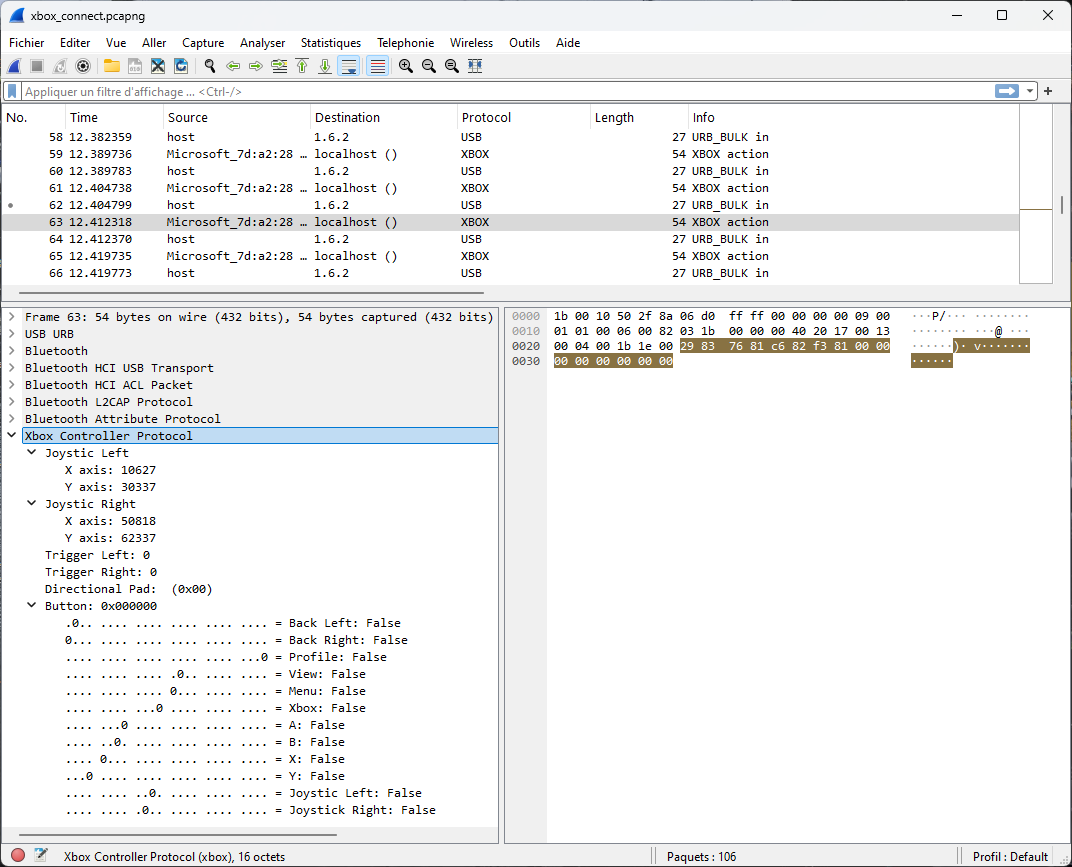 xbox_connect.pcapng
Fichier Editer Vue Aller Capture Analyser Statistiques Telephonie Wireless Outils Aide
Appliquer un filtre d'affichage … <Ctrl-/>
No. Time Source Destination Protocol Length Info
58 12.382359 host 1.6.2 USB 27 URB_BULK in
59 12.389736 Microsoft_7d:a2:28 … localhost () XBOX 54 XBOX action
60 12.389783 host 1.6.2 USB 27 URB_BULK in
61 12.404738 Microsoft_7d:a2:28 … localhost () XBOX 54 XBOX action
62 12.404799 host 1.6.2 USB 27 URB_BULK in
63 12.412318 Microsoft_7d:a2:28 … localhost () XBOX 54 XBOX action
64 12.412370 host 1.6.2 USB 27 URB_BULK in
65 12.419735 Microsoft_7d:a2:28 … localhost () XBOX 54 XBOX action
66 12.419773 host 1.6.2 USB 27 URB_BULK in
Frame 63: 54 bytes on wire (432 bits), 54 bytes captured (432 bits)
USB URB
Bluetooth
Bluetooth HCI USB Transport
Bluetooth HCI ACL Packet
Bluetooth L2CAP Protocol
Bluetooth Attribute Protocol
Xbox Controller Protocol
Joystic Left
X axis: 10627
Y axis: 30337
Joystic Right
X axis: 50818
Y axis: 62337
Trigger Left: 0
Trigger Right: 0
Directional Pad:  (0x00)
Button: 0x000000
.0.. .... .... .... .... .... = Back Left: False
0... .... .... .... .... .... = Back Right: False
.... .... .... .... .... ...0 = Profile: False
.... .... .... .0.. .... .... = View: False
.... .... .... 0... .... .... = Menu: False
.... .... ...0 .... .... .... = Xbox: False
.... ...0 .... .... .... .... = A: False
.... ..0. .... .... .... .... = B: False
.... 0... .... .... .... .... = X: False
...0 .... .... .... .... .... = Y: False
.... .... ..0. .... .... .... = Joystic Left: False
.... .... .0.. .... .... .... = Joystick Right: False
0000 1b 00 10 50 2f 8a 06 d0 ff ff 00 00 00 00 09 00 ···P/··· ········
0010 01 01 00 06 00 82 03 1b 00 00 00 40 20 17 00 13 ········ ···@ ···
0020 00 04 00 1b 1e 00 29 83 76 81 c6 82 f3 81 00 00 ······)· v·······
0030 00 00 00 00 00 00 ······
Xbox Controller Protocol (xbox), 16 octets
Paquets : 106
Profil : Default